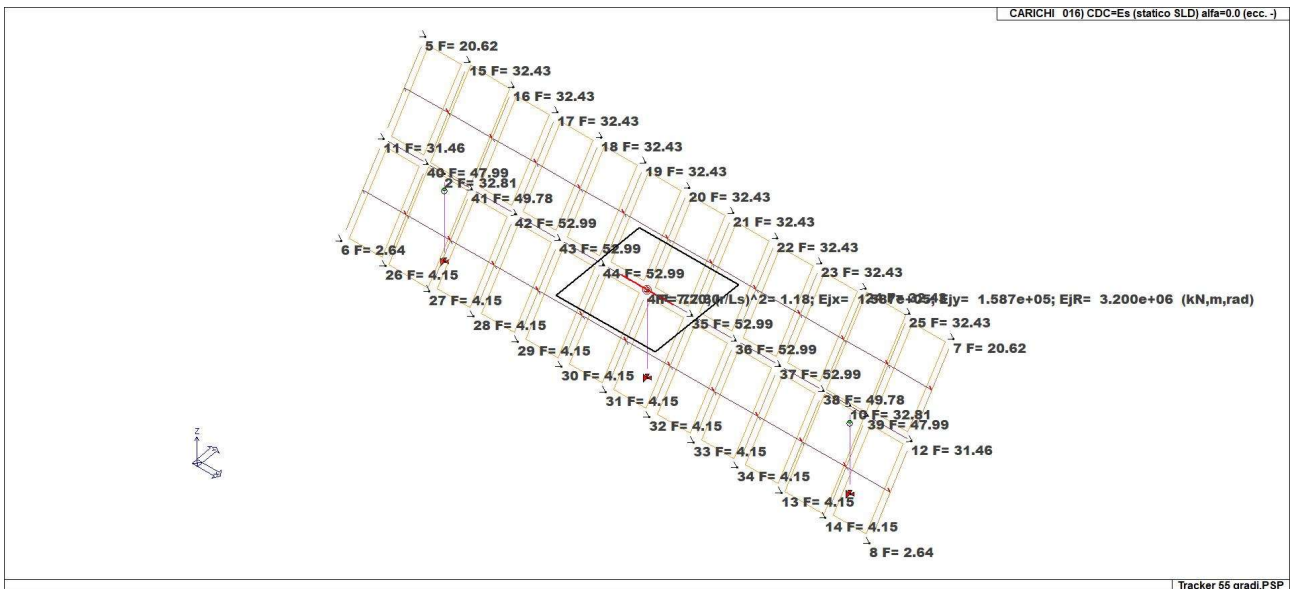 CARICHI 016) CDC=Es (statico SLD) alfa=0.0 (ecc. -)
5 F= 20.62
15 F= 32.43
16 F= 32.43
17 F= 32.43
18 F= 32.43
19 F= 32.43
20 F= 32.43
21 F= 32.43
22 F= 32.43
23 F= 32.43
25 F= 32.43
7 F= 20.62
11 F= 31.46
40 F= 47.99
2 F= 32.81
41 F= 49.78
42 F= 52.99
43 F= 52.99
44 F= 52.99
(r/Ls)^2= 1.18; Ejx= Ejy= 1.587e+05; EjR= 3.200e+06 (kN,m,rad)
35 F= 52.99
36 F= 52.99
37 F= 52.99
38 F= 49.78
10 F= 32.81
39 F= 47.99
12 F= 31.46
6 F= 2.64
26 F= 4.15
27 F= 4.15
28 F= 4.15
29 F= 4.15
30 F= 4.15
31 F= 4.15
32 F= 4.15
33 F= 4.15
34 F= 4.15
13 F= 4.15
14 F= 4.15
8 F= 2.64
Z
Tracker 55 gradi.PSP